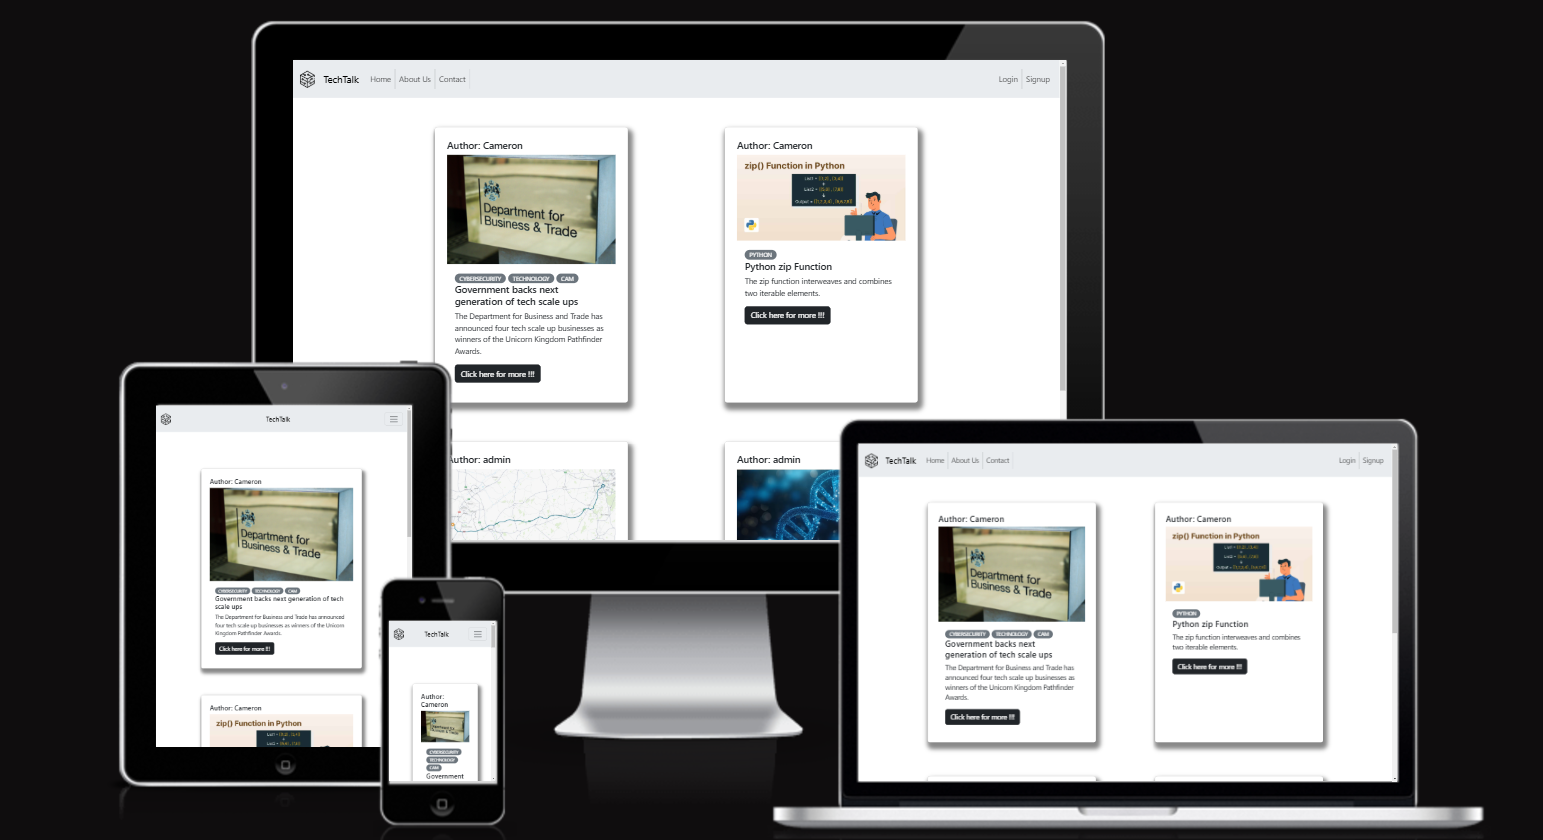 TechTalk Home About Us Contact Login Signup
Author: Cameron
Department for
Business & Trade
CYBERSECURITY TECHNOLOGY CAM
Government backs next
generation of tech scale ups
The Department for Business and Trade has
announced four tech scale up businesses as
winners of the Unicorn Kingdom Pathfinder
Awards.
Click here for more !!!
Author: Cameron
zip() Function in Python
PYTHON
Python zip Function
The zip function interweaves and combines
two iterable elements.
Click here for more !!!
Author: admin
Author: admin
TechTalk
Author: Cameron
Department for
Business & Trade
CYBERSECURITY TECHNOLOGY CAM
Government backs next generation of tech
scale ups
The Department for Business and Trade has announced
four tech scale up businesses as winners of the Unicorn
Kingdom Pathfinder Awards.
Click here for more !!!
Author: Cameron
zip() Function in Python
TechTalk
Author:
Cameron
Department for
Business & Trade
CYBERSECURITY
TECHNOLOGY
CAM
Government
TechTalk Home About Us Contact Login Signup
Author: Cameron
Department for
Business & Trade
CYBERSECURITY TECHNOLOGY CAM
Government backs next
generation of tech scale ups
The Department for Business and Trade has
announced four tech scale up businesses as
winners of the Unicorn Kingdom Pathfinder
Awards.
Click here for more !!!
Author: Cameron
zip() Function in Python
PYTHON
Python zip Function
The zip function interweaves and combines
two iterable elements.
Click here for more !!!